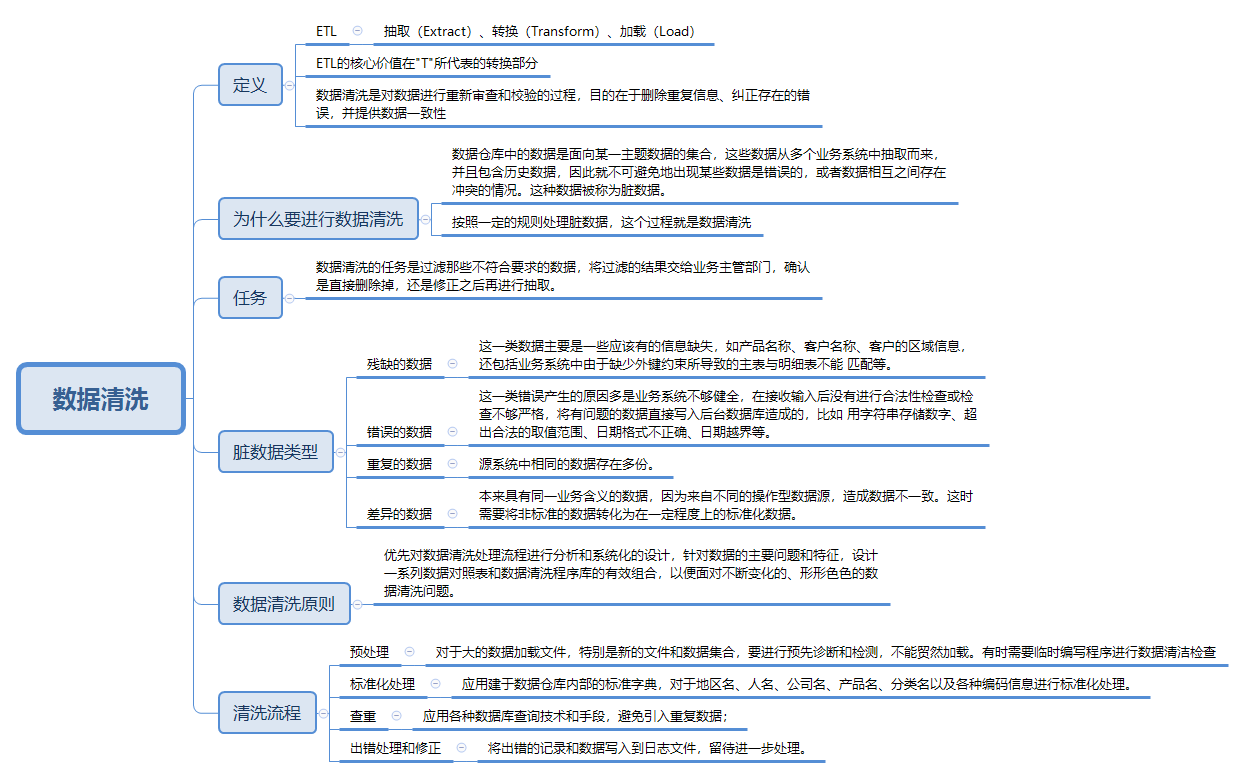 数据清洗
定义
ETL
抽取（Extract）、转换（Transform）、加载（Load）
ETL的核心价值在"T"所代表的转换部分
数据清洗是对数据进行重新审查和校验的过程，目的在于删除重复信息、纠正存在的错
误，并提供数据一致性
为什么要进行数据清洗
数据仓库中的数据是面向某一主题数据的集合，这些数据从多个业务系统中抽取而来，
并且包含历史数据，因此就不可避免地出现某些数据是错误的，或者数据相互之间存在
冲突的情况。这种数据被称为脏数据。
按照一定的规则处理脏数据，这个过程就是数据清洗
任务
数据清洗的任务是过滤那些不符合要求的数据，将过滤的结果交给业务主管部门，确认
是直接删除掉，还是修正之后再进行抽取。
脏数据类型
残缺的数据
这一类数据主要是一些应该有的信息缺失，如产品名称、客户名称、客户的区域信息，
还包括业务系统中由于缺少外键约束所导致的主表与明细表不能 匹配等。
错误的数据
这一类错误产生的原因多是业务系统不够健全，在接收输入后没有进行合法性检查或检
查不够严格，将有问题的数据直接写入后台数据库造成的，比如 用字符串存储数字、超
出合法的取值范围、日期格式不正确、日期越界等。
重复的数据
源系统中相同的数据存在多份。
差异的数据
本来具有同一业务含义的数据，因为来自不同的操作型数据源，造成数据不一致。这时
需要将非标准的数据转化为在一定程度上的标准化数据。
数据清洗原则
优先对数据清洗处理流程进行分析和系统化的设计，针对数据的主要问题和特征，设计
一系列数据对照表和数据清洗程序库的有效组合，以便面对不断变化的、形形色色的数
据清洗问题。
清洗流程
预处理
对于大的数据加载文件，特别是新的文件和数据集合，要进行预先诊断和检测，不能贸然加载。有时需要临时编写程序进行数据清洁检查
标准化处理
应用建于数据仓库内部的标准字典，对于地区名、人名、公司名、产品名、分类名以及各种编码信息进行标准化处理。
查重
应用各种数据库查询技术和手段，避免引入重复数据；
出错处理和修正
将出错的记录和数据写入到日志文件，留待进一步处理。